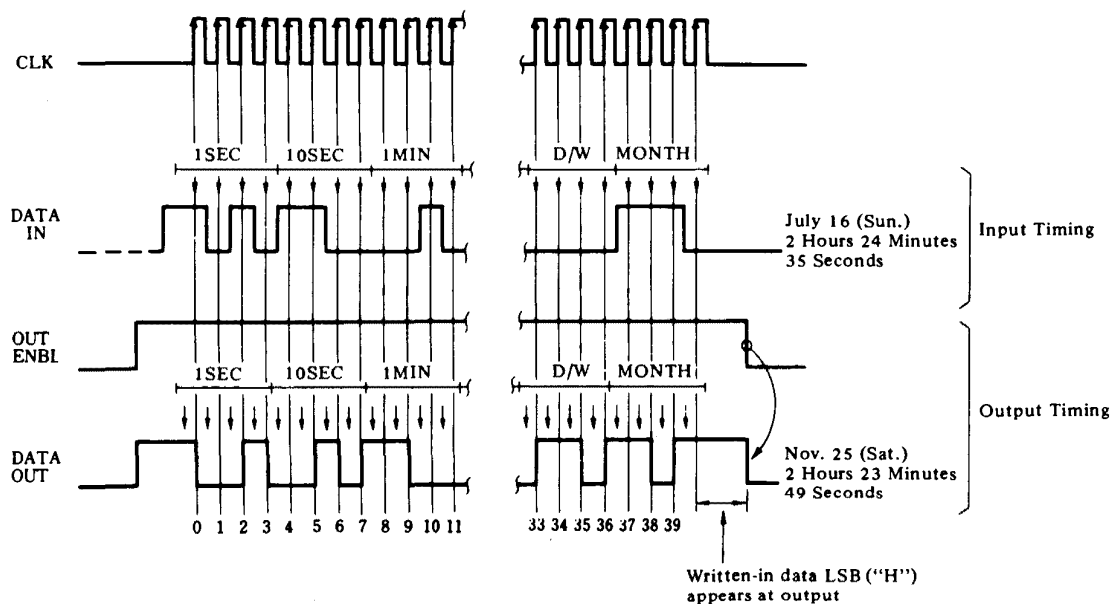 CLK
1SEC 10SEC 1MIN D/W MONTH
DATA
IN
July 16 (Sun.)
2 Hours 24 Minutes
35 Seconds
Input Timing
OUT
ENBL
1SEC 10SEC 1MIN D/W MONTH
Output Timing
DATA
OUT
Nov. 25 (Sat.)
2 Hours 23 Minutes
49 Seconds
0 1 2 3 4 5 6 7 8 9 10 11 33 34 35 36 37 38 39
Written-in data LSB (“H”)
appears at output